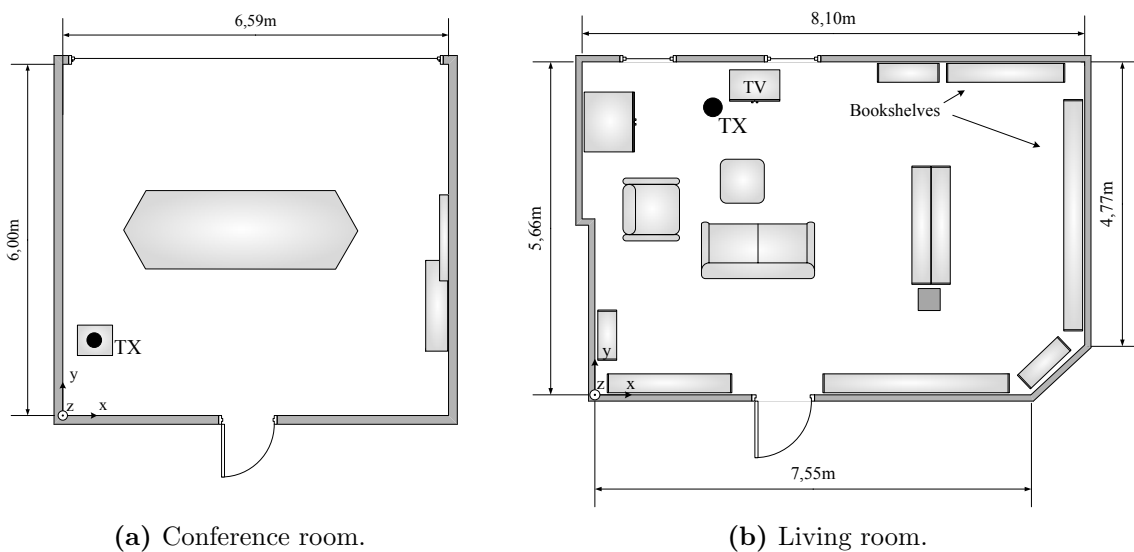 6,59m
6,00m
TX
y
z
x
(a) Conference room.
8,10m
TV
TX
Bookshelves
5,66m
4,77m
y
z
x
7,55m
(b) Living room.